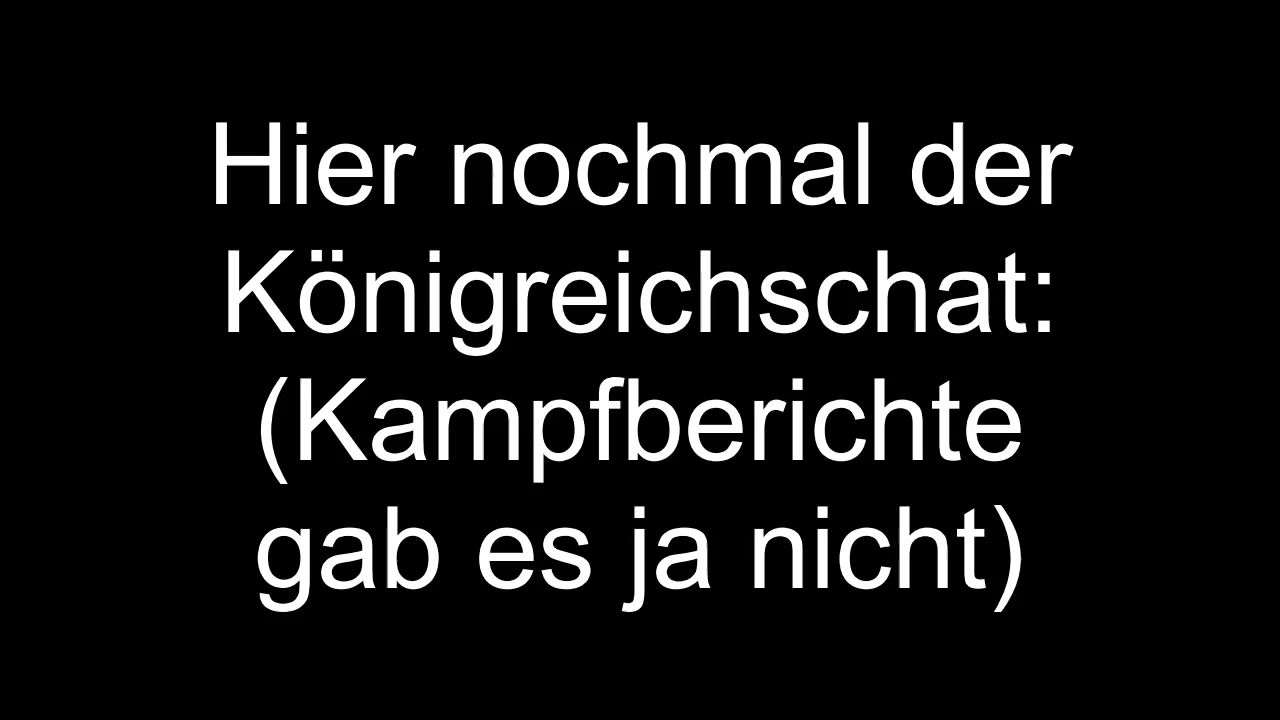 Hier nochmal der
Königreichschat:
(Kampfberichte
gab es ja nicht)